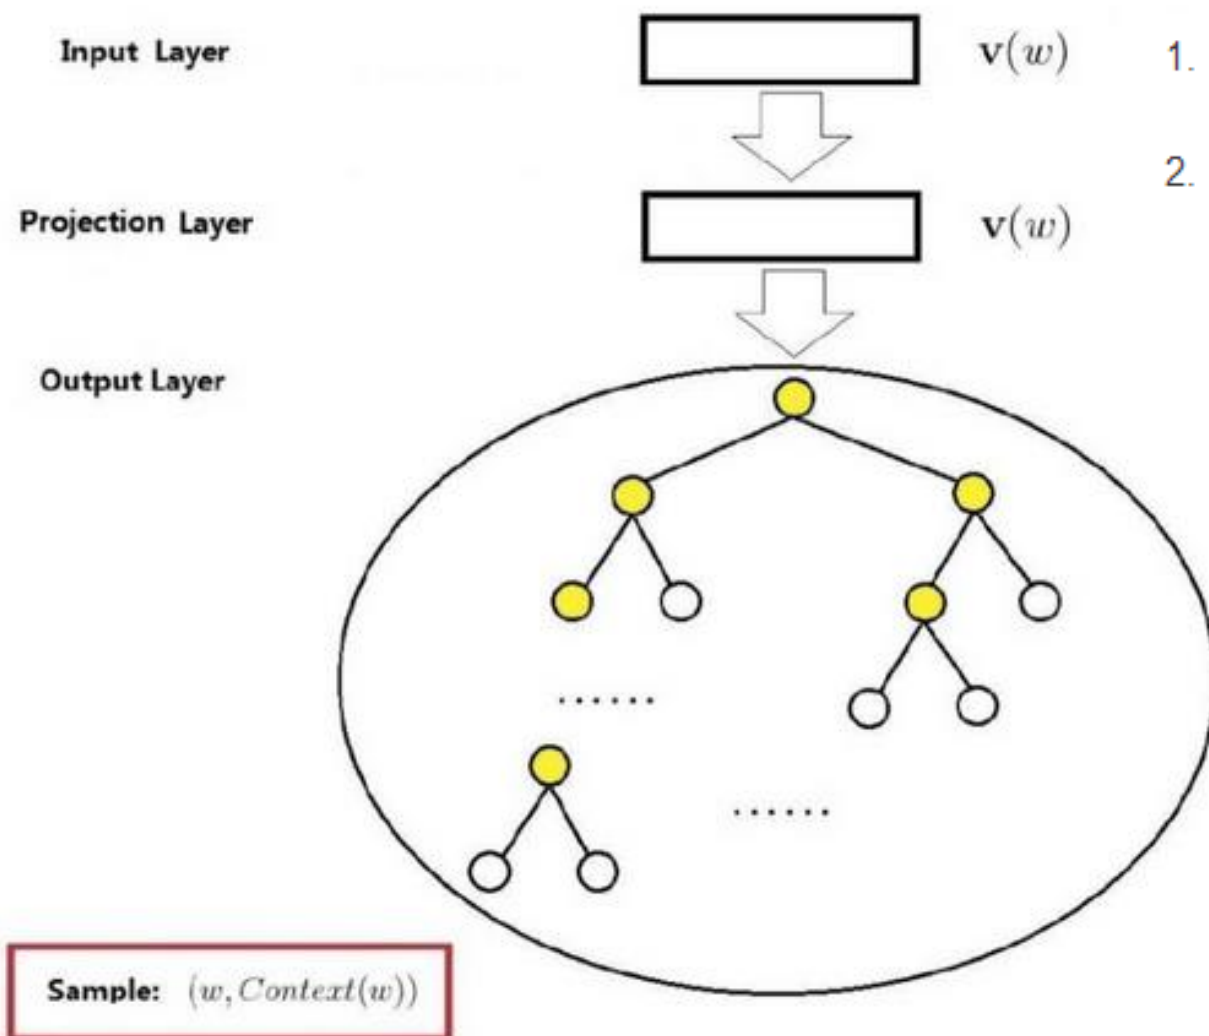 Input Layer
v(w)
1.
2.
Projection Layer
v(w)
Output Layer
......
......
Sample: (w, Context(w))